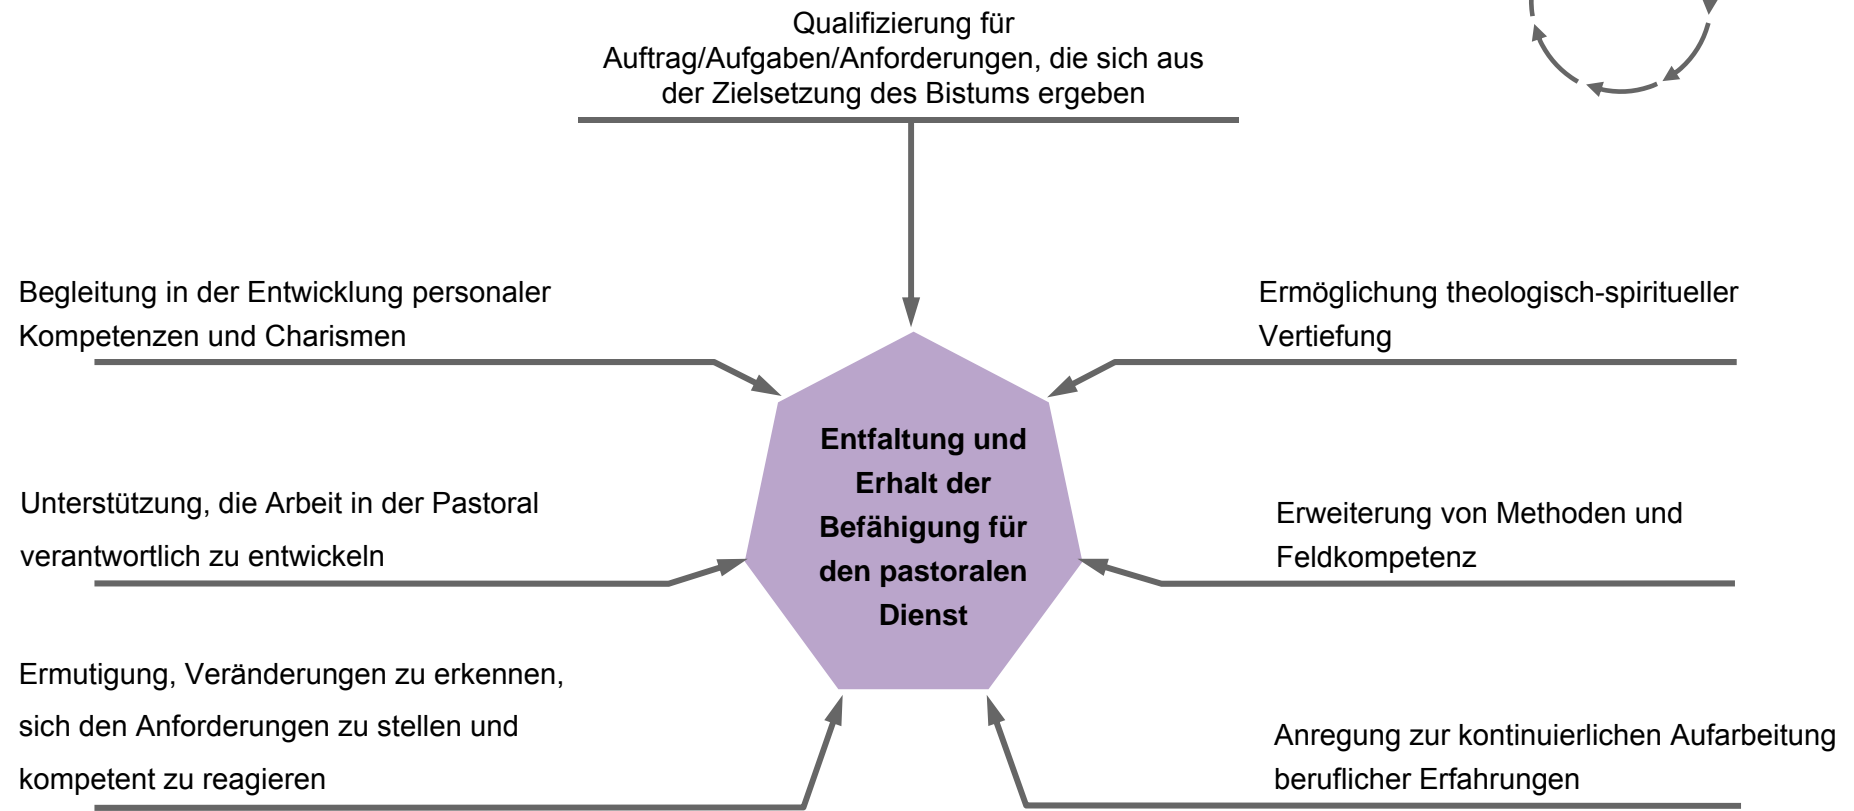 Qualifizierung für
Auftrag/Aufgaben/Anforderungen, die sich aus
der Zielsetzung des Bistums ergeben
Begleitung in der Entwicklung personaler
Kompetenzen und Charismen
Ermöglichung theologisch-spiritueller
Vertiefung
Entfaltung und
Erhalt der
Befähigung für
den pastoralen
Dienst
Unterstützung, die Arbeit in der Pastoral
verantwortlich zu entwickeln
Erweiterung von Methoden und
Feldkompetenz
Ermutigung, Veränderungen zu erkennen,
sich den Anforderungen zu stellen und
kompetent zu reagieren
Anregung zur kontinuierlichen Aufarbeitung
beruflicher Erfahrungen